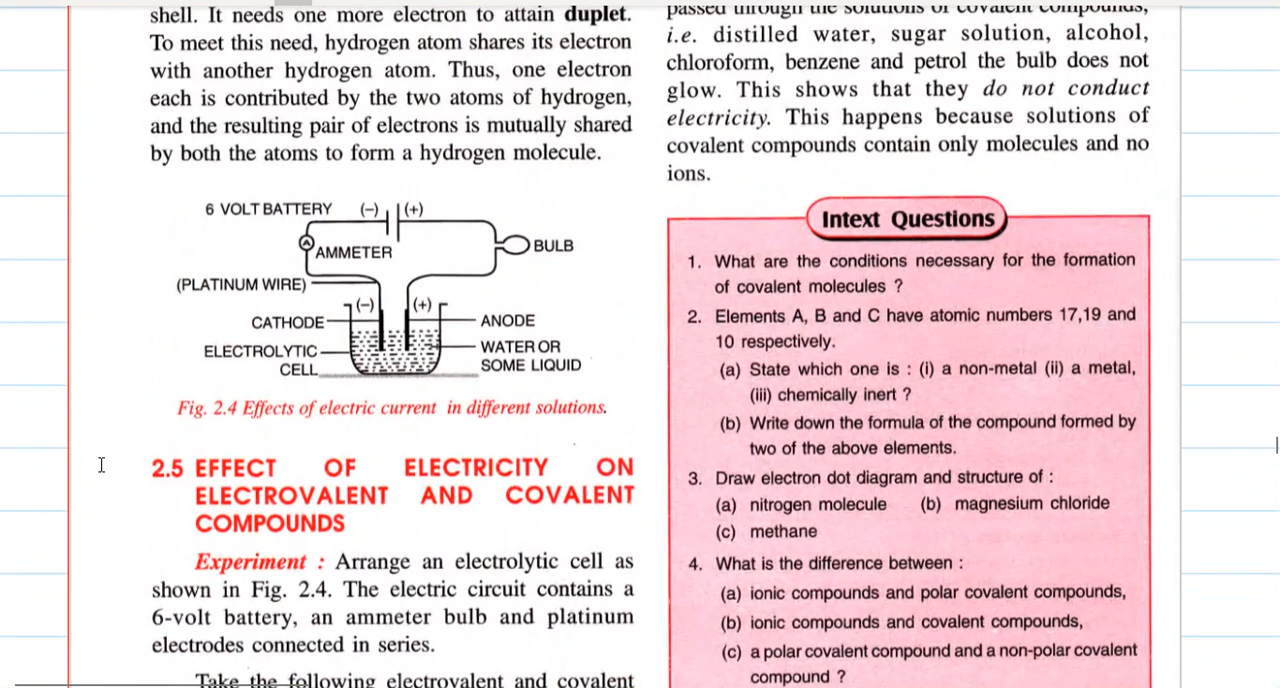 shell. It needs one more electron to attain duplet.
To meet this need, hydrogen atom shares its electron
with another hydrogen atom. Thus, one electron
each is contributed by the two atoms of hydrogen,
and the resulting pair of electrons is mutually shared
by both the atoms to form a hydrogen molecule.
6 VOLT BATTERY (–) (+)
A
AMMETER
BULB
(PLATINUM WIRE)
(–) (+)
CATHODE
ANODE
ELECTROLYTIC
CELL
WATER OR
SOME LIQUID
Fig. 2.4 Effects of electric current in different solutions.
2.5 EFFECT OF ELECTRICITY ON
ELECTROVALENT AND COVALENT
COMPOUNDS
Experiment : Arrange an electrolytic cell as
shown in Fig. 2.4. The electric circuit contains a
6-volt battery, an ammeter bulb and platinum
electrodes connected in series.
Take the following electrovalent and covalent
passed through the solutions of covalent compounds,
i.e. distilled water, sugar solution, alcohol,
chloroform, benzene and petrol the bulb does not
glow. This shows that they do not conduct
electricity. This happens because solutions of
covalent compounds contain only molecules and no
ions.
Intext Questions
1. What are the conditions necessary for the formation
of covalent molecules ?
2. Elements A, B and C have atomic numbers 17,19 and
10 respectively.
(a) State which one is : (i) a non-metal (ii) a metal,
(iii) chemically inert ?
(b) Write down the formula of the compound formed by
two of the above elements.
3. Draw electron dot diagram and structure of :
(a) nitrogen molecule (b) magnesium chloride
(c) methane
4. What is the difference between :
(a) ionic compounds and polar covalent compounds,
(b) ionic compounds and covalent compounds,
(c) a polar covalent compound and a non-polar covalent
compound ?